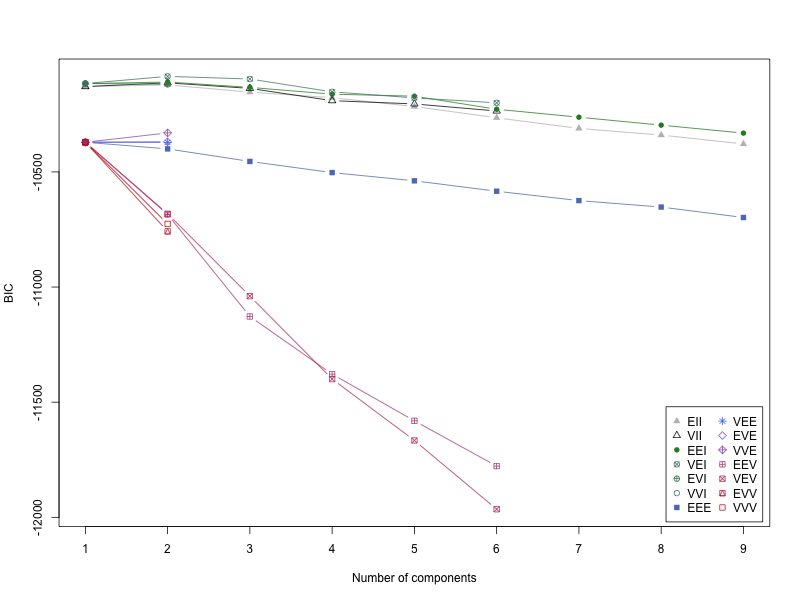 -10500
-11000
-11500
-12000
BIC
1 2 3 4 5 6 7 8 9
Number of components
EII VEE
VII EVE
EEI VVE
VEI EEV
EVI VEV
VVI EVV
EEE VVV